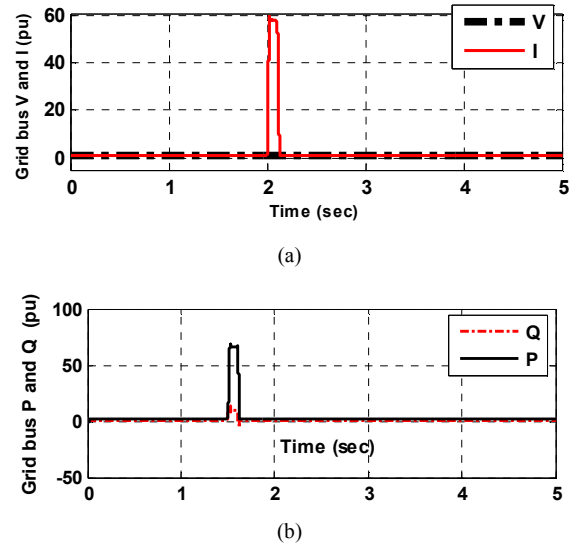 60
40
20
0
Grid bus V and I (pu)
V
I
0 1 2 3 4 5
Time (sec)
(a)
100
50
0
-50
Grid bus P and Q (pu)
Q
P
Time (sec)
0 1 2 3 4 5
(b)